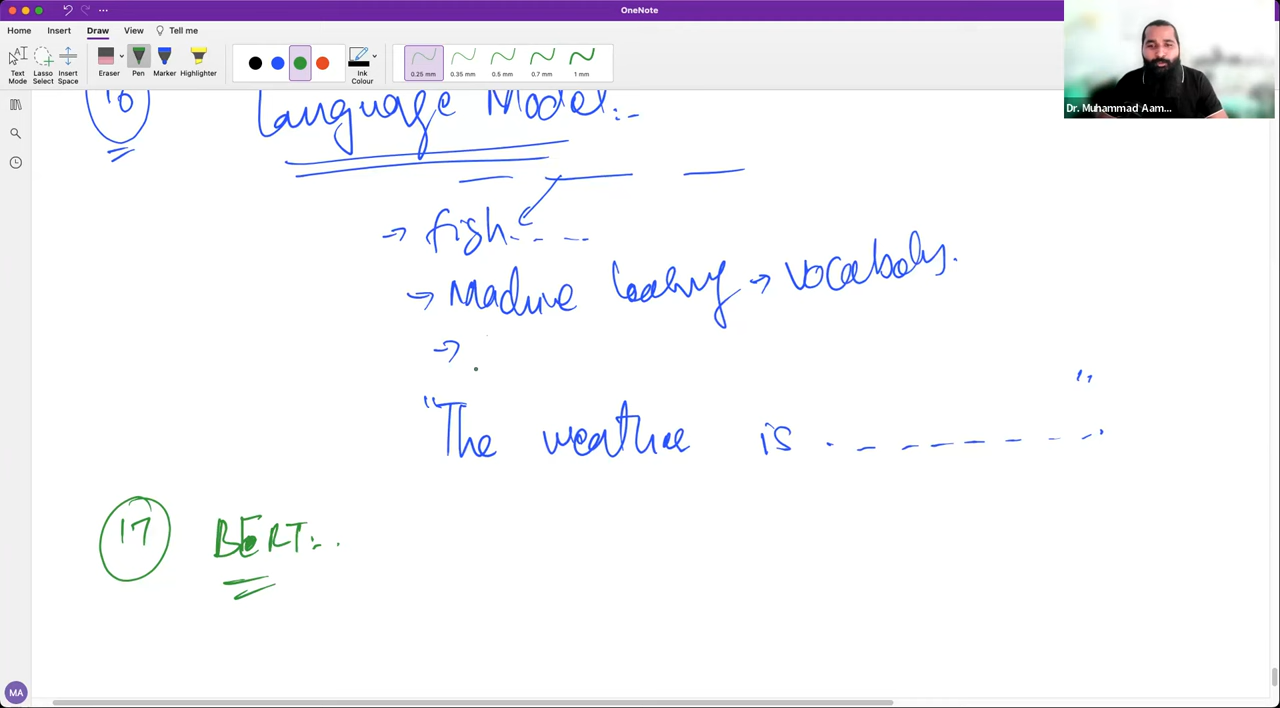 OneNote
Home Insert Draw View Tell me
Text Mode Lasso Select Insert Space Eraser Pen Marker Highlighter Ink Colour 0.25 mm 0.35 mm 0.5 mm 0.7 mm 1 mm
Dr. Muhammad Aam...
16 Language Model:-
→ fish- - - -
→ Machine → vocabulary.
→
"The weather is - - - - - - - -"
17 BERT:-
MA